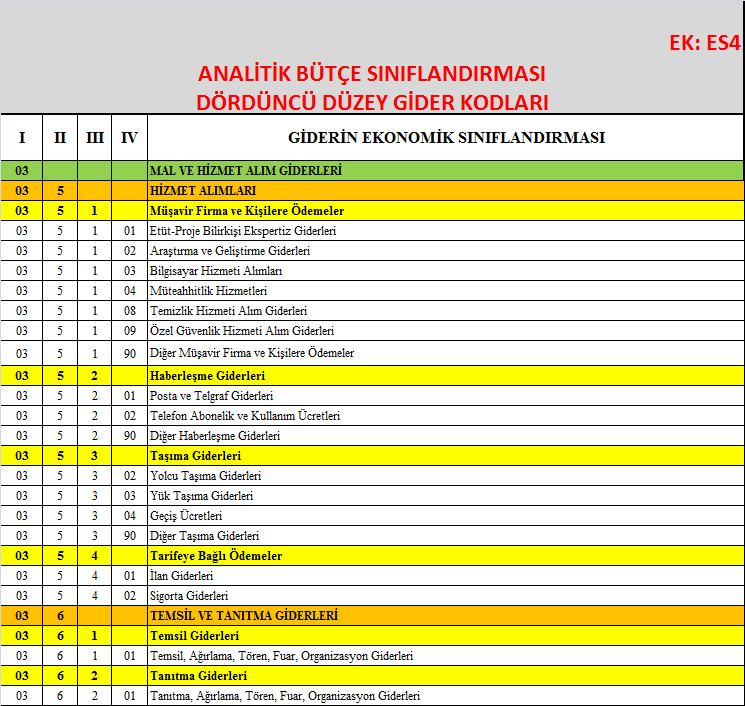 EK: ES4
ANALİTİK BÜTÇE SINIFLANDIRMASI
DÖRDÜNCÜ DÜZEY GİDER KODLARI
I II III IV GİDERİN EKONOMİK SINIFLANDIRMASI
03 MAL VE HİZMET ALIM GİDERLERİ
03 5 HİZMET ALIMLARI
03 5 1 Müşavir Firma ve Kişilere Ödemeler
03 5 1 01 Etüt-Proje Bilirkişi Ekspertiz Giderleri
03 5 1 02 Araştırma ve Geliştirme Giderleri
03 5 1 03 Bilgisayar Hizmeti Alımları
03 5 1 04 Müteahhitlik Hizmetleri
03 5 1 08 Temizlik Hizmeti Alım Giderleri
03 5 1 09 Özel Güvenlik Hizmeti Alım Giderleri
03 5 1 90 Diğer Müşavir Firma ve Kişilere Ödemeler
03 5 2 Haberleşme Giderleri
03 5 2 01 Posta ve Telgraf Giderleri
03 5 2 02 Telefon Abonelik ve Kullanım Ücretleri
03 5 2 90 Diğer Haberleşme Giderleri
03 5 3 Taşıma Giderleri
03 5 3 02 Yolcu Taşıma Giderleri
03 5 3 03 Yük Taşıma Giderleri
03 5 3 04 Geçiş Ücretleri
03 5 3 90 Diğer Taşıma Giderleri
03 5 4 Tarifeye Bağlı Ödemeler
03 5 4 01 İlan Giderleri
03 5 4 02 Sigorta Giderleri
03 6 TEMSİL VE TANITMA GİDERLERİ
03 6 1 Temsil Giderleri
03 6 1 01 Temsil, Ağırlama, Tören, Fuar, Organizasyon Giderleri
03 6 2 Tanıtma Giderleri
03 6 2 01 Tanıtma, Ağırlama, Tören, Fuar, Organizasyon Giderleri